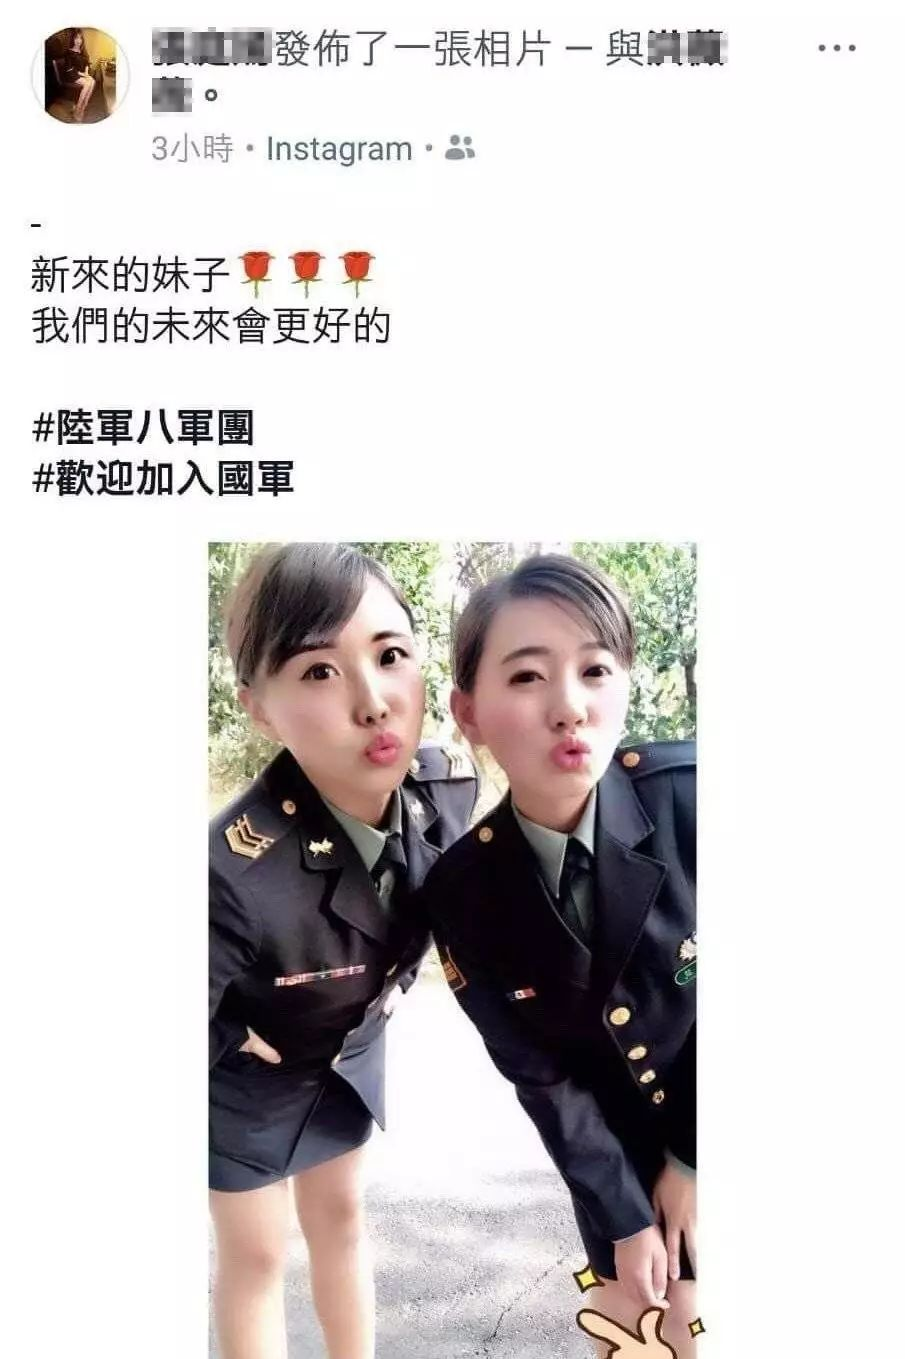 發佈了一張相片 – 與
。
3小時 · Instagram ·
-
新來的妹子🌹🌹🌹
我們的未來會更好的
#陸軍八軍團
#歡迎加入國軍